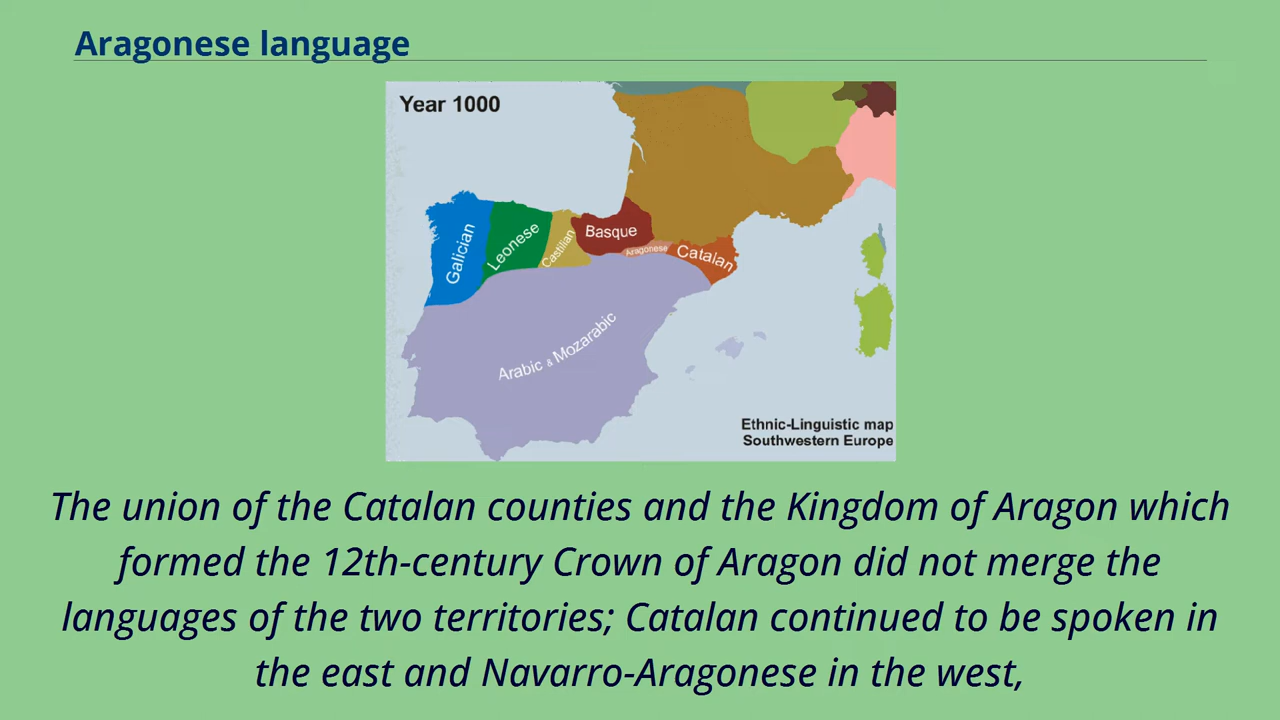 Aragonese language
Year 1000
Galician
Leonese
Castilian
Basque
Aragonese
Catalan
Arabic & Mozarabic
Ethnic-Linguistic map
Southwestern Europe
The union of the Catalan counties and the Kingdom of Aragon which
formed the 12th-century Crown of Aragon did not merge the
languages of the two territories; Catalan continued to be spoken in
the east and Navarro-Aragonese in the west,